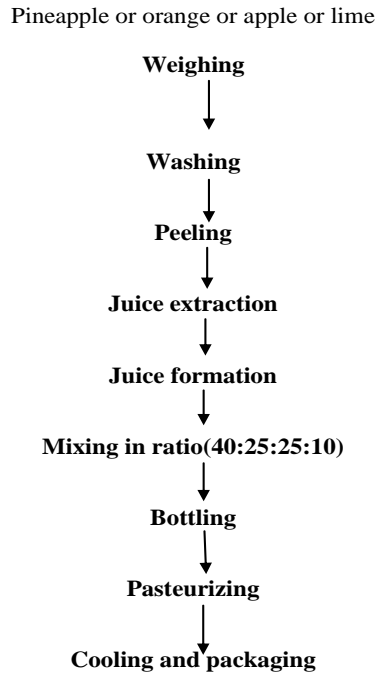 Pineapple or orange or apple or lime
Weighing
Washing
Peeling
Juice extraction
Juice formation
Mixing in ratio(40:25:25:10)
Bottling
Pasteurizing
Cooling and packaging